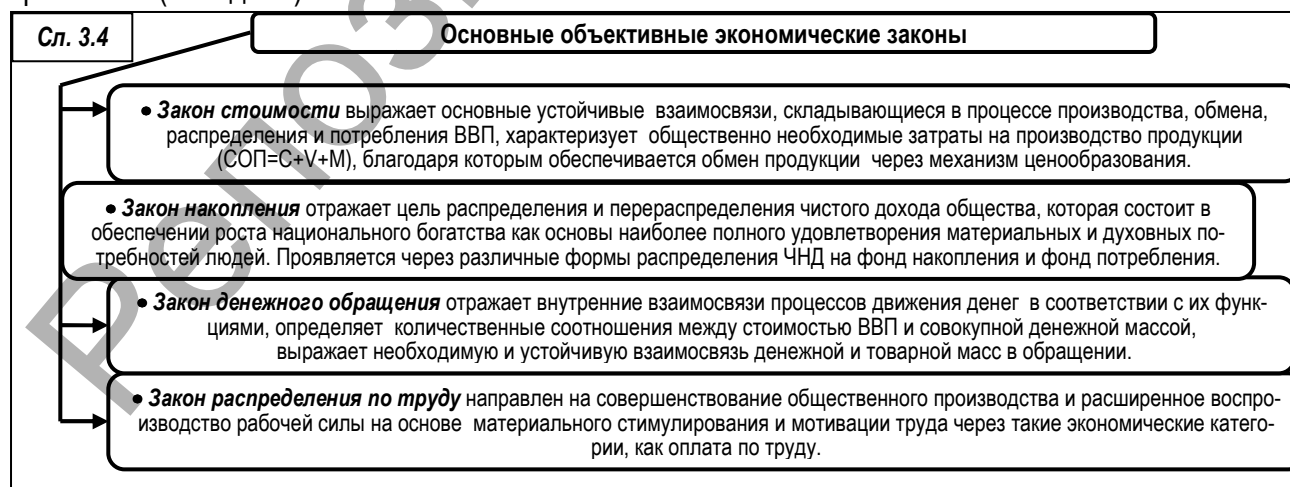 Сл. 3.4
Основные объективные экономические законы
● Закон стоимости выражает основные устойчивые взаимосвязи, складывающиеся в процессе производства, обмена,
распределения и потребления ВВП, характеризует общественно необходимые затраты на производство продукции
(СОП=C+V+M), благодаря которым обеспечивается обмен продукции через механизм ценообразования.
● Закон накопления отражает цель распределения и перераспределения чистого дохода общества, которая состоит в
обеспечении роста национального богатства как основы наиболее полного удовлетворения материальных и духовных по-
требностей людей. Проявляется через различные формы распределения ЧНД на фонд накопления и фонд потребления.
● Закон денежного обращения отражает внутренние взаимосвязи процессов движения денег в соответствии с их функ-
циями, определяет количественные соотношения между стоимостью ВВП и совокупной денежной массой,
выражает необходимую и устойчивую взаимосвязь денежной и товарной масс в обращении.
● Закон распределения по труду направлен на совершенствование общественного производства и расширенное воспро-
изводство рабочей силы на основе материального стимулирования и мотивации труда через такие экономические катего-
рии, как оплата по труду.
Репоз